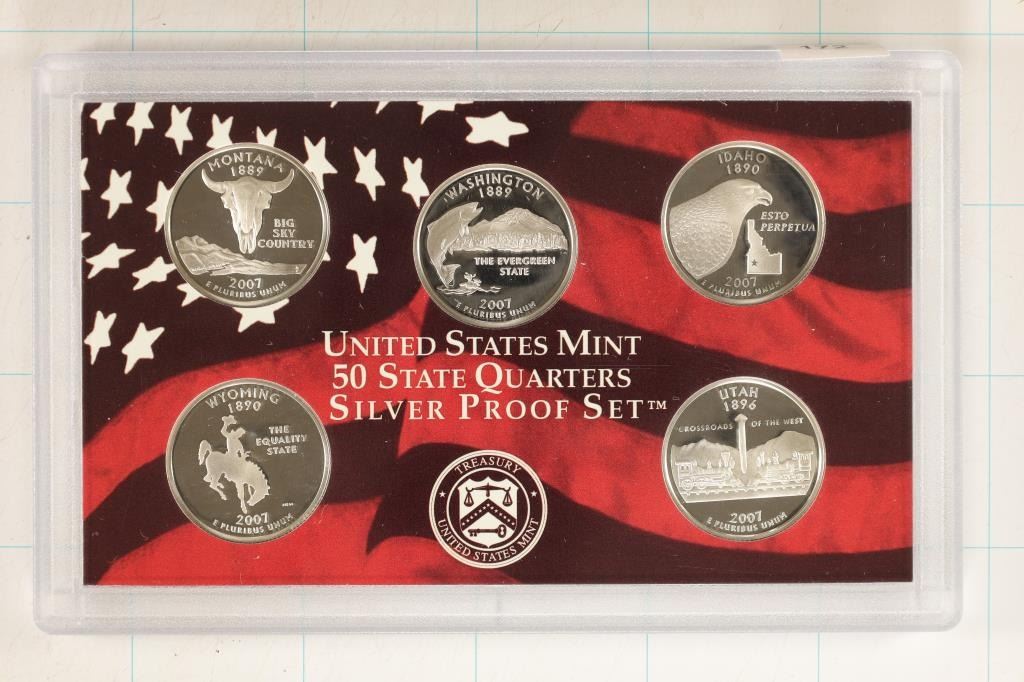 MONTANA
1889
BIG
SKY
COUNTRY
2007
E PLURIBUS UNUM
WASHINGTON
1889
THE EVERGREEN
STATE
2007
E PLURIBUS UNUM
IDAHO
1890
ESTO
PERPETUA
2007
E PLURIBUS UNUM
UNITED STATES MINT
50 STATE QUARTERS
SILVER PROOF SET™
WYOMING
1890
THE
EQUALITY
STATE
2007
E PLURIBUS UNUM
TREASURY
UNITED STATES MINT
UTAH
1896
CROSSROADS OF THE WEST
2007
E PLURIBUS UNUM